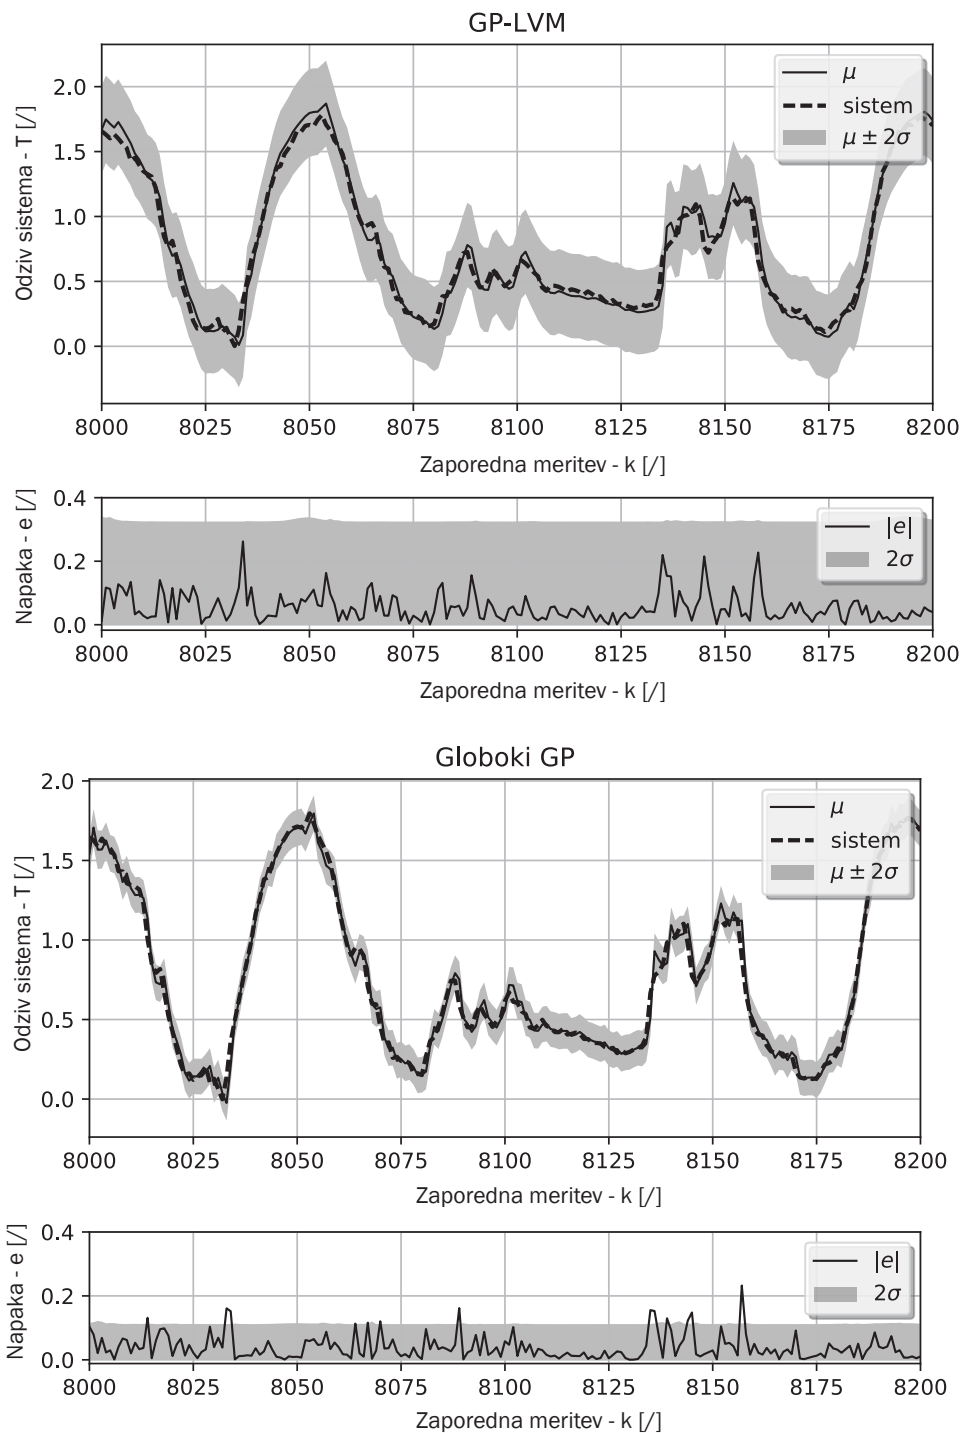 GP-LVM
Odziv sistema - T [/]
2.0
1.5
1.0
0.5
0.0
μ
sistem
μ ± 2σ
8000 8025 8050 8075 8100 8125 8150 8175 8200
Zaporedna meritev - k [/]
Napaka - e [/]
0.4
0.2
0.0
|e|
2σ
8000 8025 8050 8075 8100 8125 8150 8175 8200
Zaporedna meritev - k [/]
Globoki GP
Odziv sistema - T [/]
2.0
1.5
1.0
0.5
0.0
μ
sistem
μ ± 2σ
8000 8025 8050 8075 8100 8125 8150 8175 8200
Zaporedna meritev - k [/]
Napaka - e [/]
0.4
0.2
0.0
|e|
2σ
8000 8025 8050 8075 8100 8125 8150 8175 8200
Zaporedna meritev - k [/]